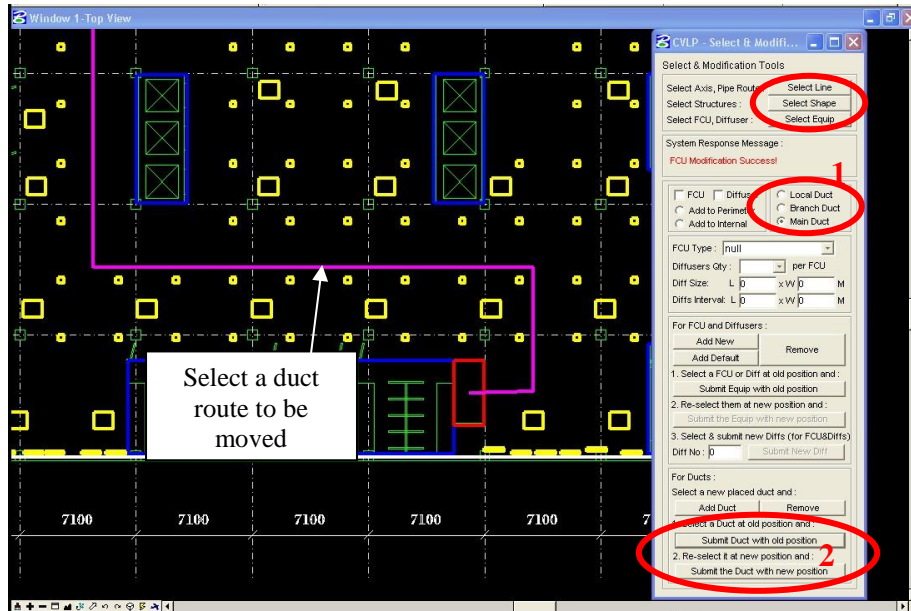 Window 1-Top View
CVLP - Select & Modifi...
Select & Modification Tools
Select Axis, Pipe Route
Select Line
Select Structures :
Select Shape
Select FCU, Diffuser :
Select Equip
System Response Message :
FCU Modification Success!
1
FCU
Diffuse
Local Duct
Add to Perimeter
Branch Duct
Add to Internal
Main Duct
FCU Type :
null
Diffusers Qty :
per FCU
Diff Size: L 0 x W 0 M
Diffs Interval: L 0 x W 0 M
For FCU and Diffusers :
Add New
Remove
Add Default
1. Select a FCU or Diff at old position and :
Submit Equip with old position
2. Re-select them at new position and :
Submit the Equip with new position
3. Select & submit new Diffs (for FCU&Diffs)
Diff No : 0
Submit New Diff
For Ducts :
Select a new placed duct and :
Add Duct
Remove
1. Select a Duct at old position and :
Submit Duct with old position
2
2. Re-select it at new position and :
Submit the Duct with new position
Select a duct
route to be
moved
7100 7100 7100 7100 7100 7